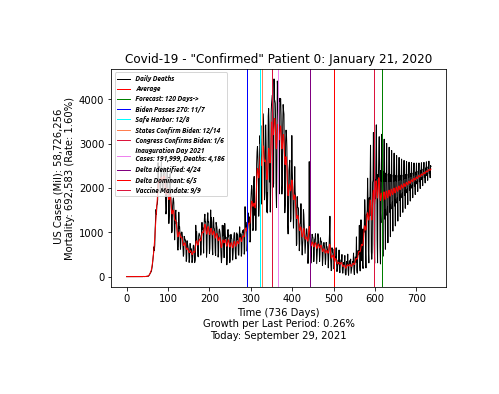 Covid-19 - "Confirmed" Patient 0: January 21, 2020
Daily Deaths
Average
Forecast: 120 Days->
Biden Passes 270: 11/7
Safe Harbor: 12/8
States Confirm Biden: 12/14
Congress Confirms Biden: 1/6
Inauguration Day 2021
Cases: 191,999, Deaths: 4,186
Delta Identified: 4/24
Delta Dominant: 6/5
Vaccine Mandate: 9/9
US Cases (Mil): 58,726,256
Mortality: 692,583 (Rate: 1.60%)
4000
3000
2000
1000
0
0 100 200 300 400 500 600 700
Time (736 Days)
Growth per Last Period: 0.26%
Today: September 29, 2021